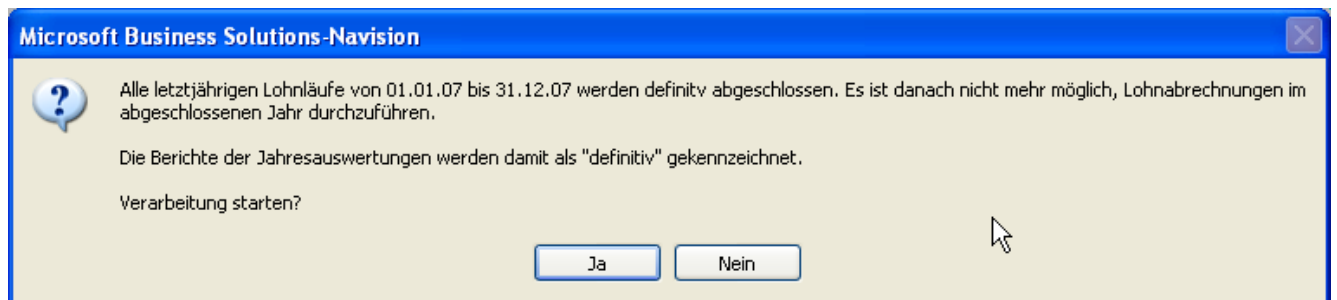 Microsoft Business Solutions-Navision
Alle letztjährigen Lohnläufe von 01.01.07 bis 31.12.07 werden definitv abgeschlossen. Es ist danach nicht mehr möglich, Lohnabrechnungen im
abgeschlossenen Jahr durchzuführen.
Die Berichte der Jahresauswertungen werden damit als "definitiv" gekennzeichnet.
Verarbeitung starten?
Ja Nein